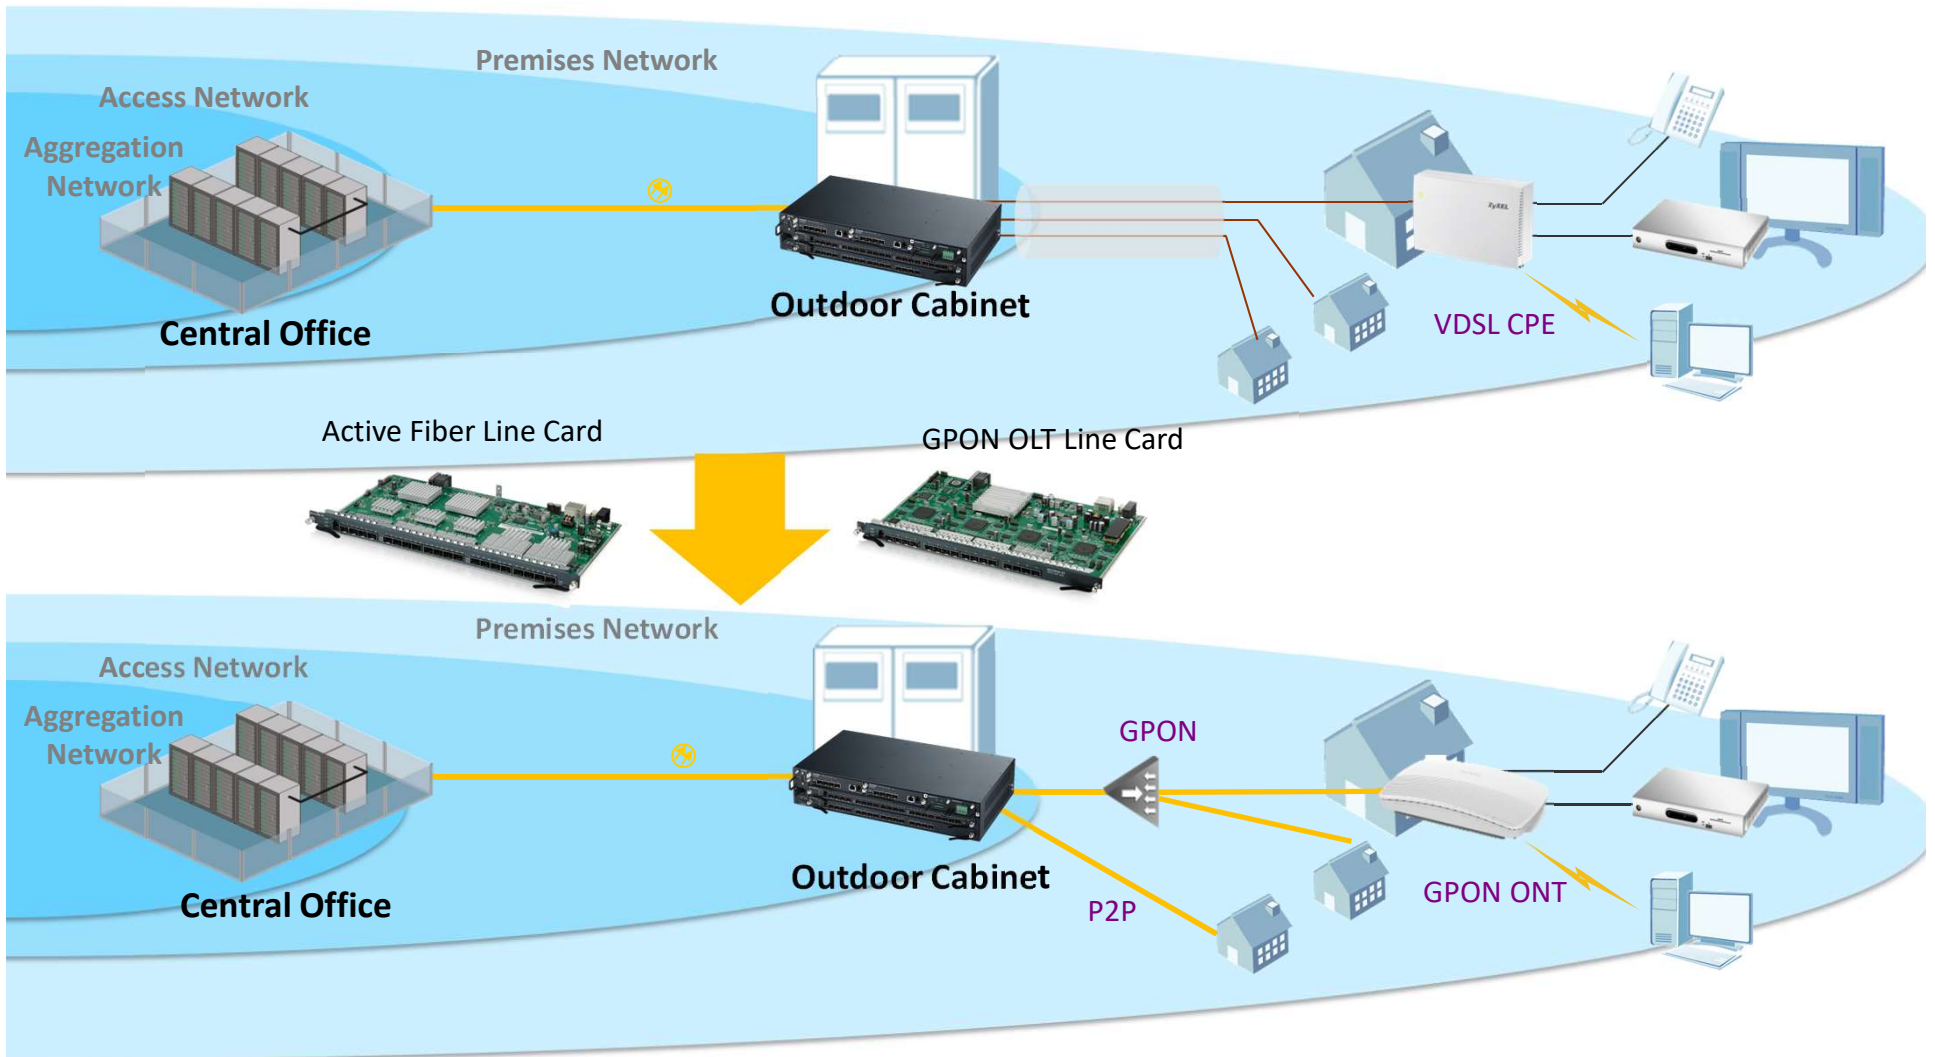 Premises Network
Access Network
Aggregation
Network
ZyXEL
Outdoor Cabinet
Central Office
VDSL CPE
Active Fiber Line Card
GPON OLT Line Card
Premises Network
Access Network
Aggregation
Network
GPON
Outdoor Cabinet
Central Office
P2P
GPON ONT